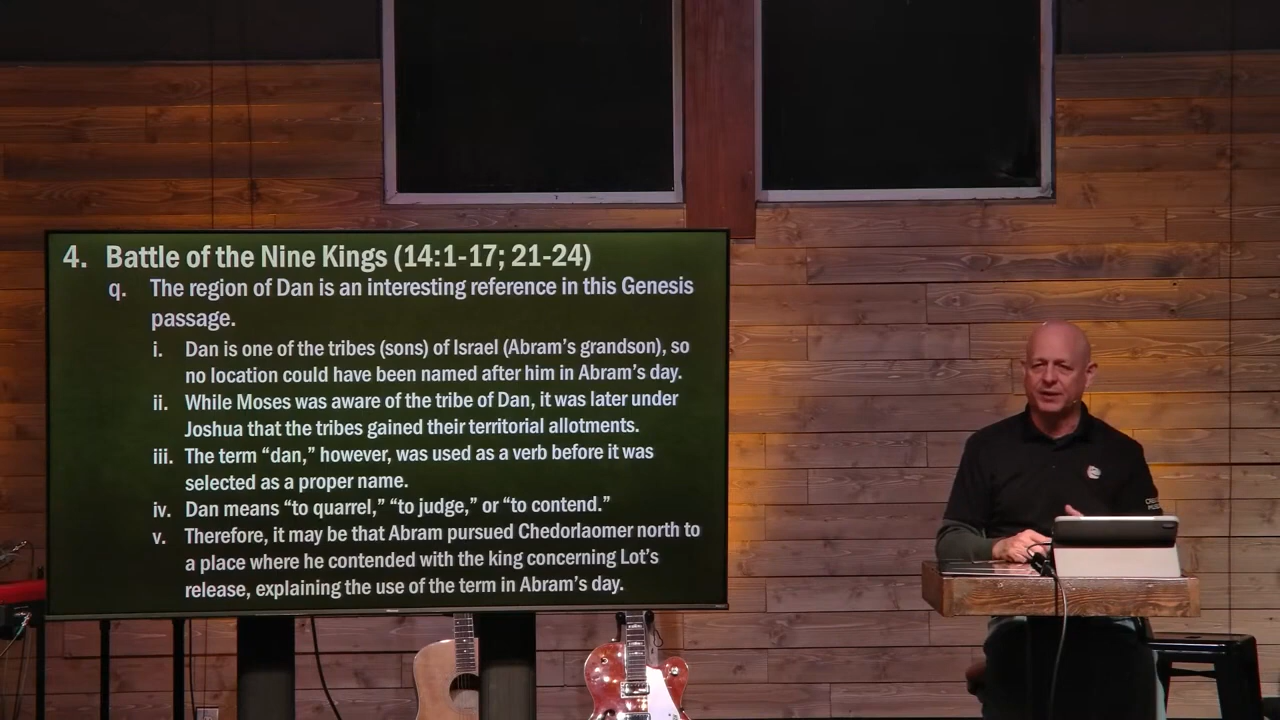 4. Battle of the Nine Kings (14:1-17; 21-24)
q. The region of Dan is an interesting reference in this Genesis
passage.
i. Dan is one of the tribes (sons) of Israel (Abram’s grandson), so
no location could have been named after him in Abram’s day.
ii. While Moses was aware of the tribe of Dan, it was later under
Joshua that the tribes gained their territorial allotments.
iii. The term “dan,” however, was used as a verb before it was
selected as a proper name.
iv. Dan means “to quarrel,” “to judge,” or “to contend.”
v. Therefore, it may be that Abram pursued Chedorlaomer north to
a place where he contended with the king concerning Lot’s
release, explaining the use of the term in Abram’s day.